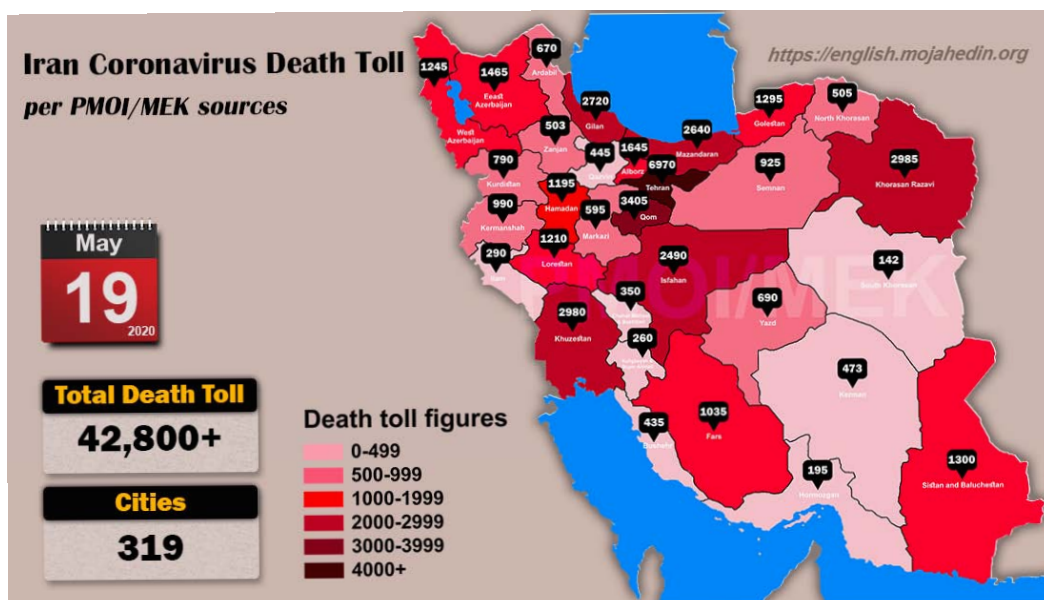 Iran Coronavirus Death Toll
per PMOI/MEK sources
https://english.mojahedin.org
May
19
2020
Total Death Toll
42,800+
Cities
319
Death toll figures
0-499
500-999
1000-1999
2000-2999
3000-3999
4000+
1245
West
Azerbaijan
1465
Azerbaijan
670
Ardabil
2720
Gilan
503
Zanjan
445
1645
Alborz
6970
Tehran
2640
Mazandaran
1295
Golestan
505
North Khorasan
2985
Khorasan Razavi
925
Semnan
790
Kurdistan
1195
Hamadan
3405
Qom
990
Kermanshah
595
Markazi
290
1210
Lorestan
2490
Isfahan
142
South Khorasan
2980
Khuzestan
350
260
690
Yazd
473
Kerman
435
1035
Fars
195
Hormozgan
1300
Sistan and Baluchestan
PMOI/MEK